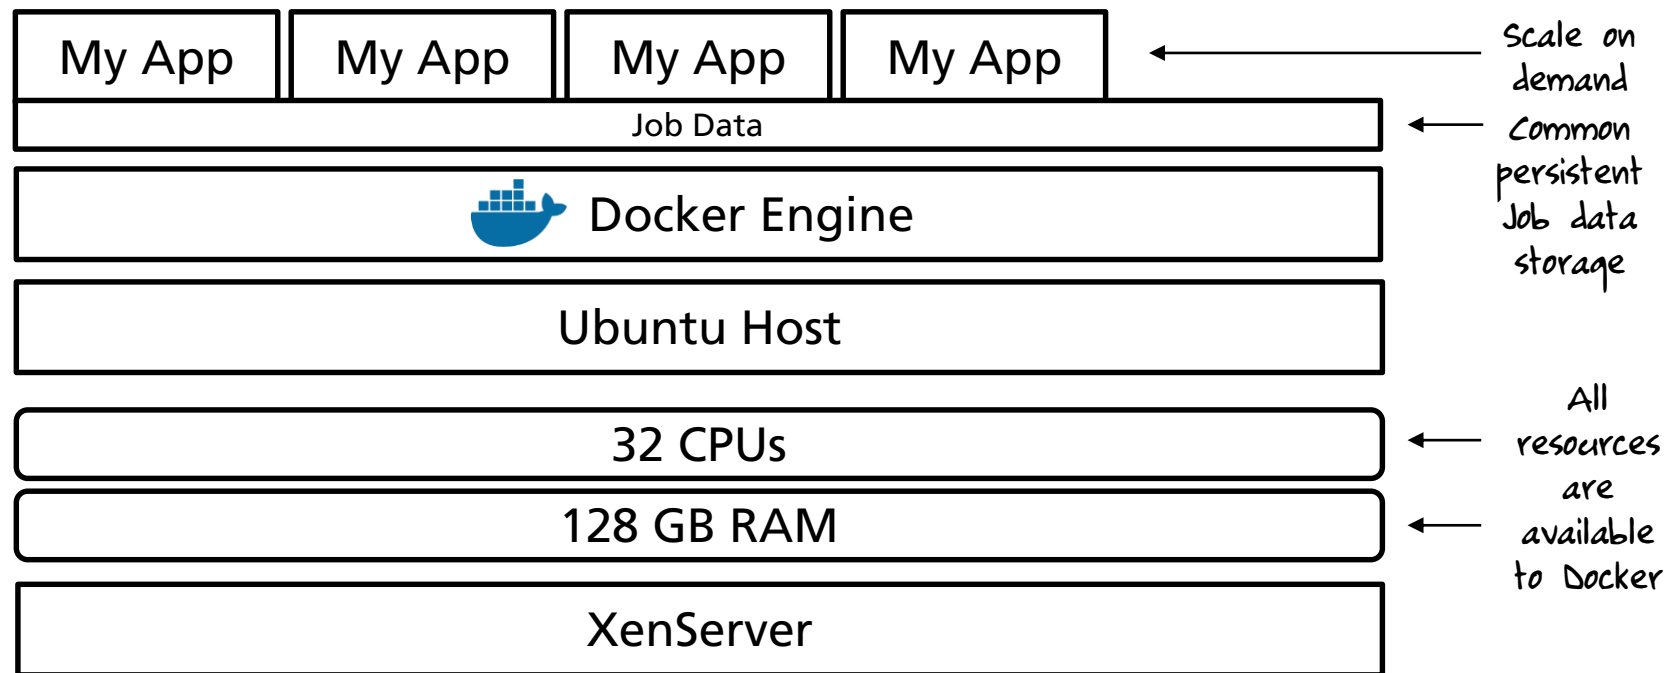 My App My App My App My App
Job Data
Docker Engine
Ubuntu Host
32 CPUs
128 GB RAM
XenServer
Scale on
demand
Common
persistent
Job data
storage
All
resources
are
available
to Docker